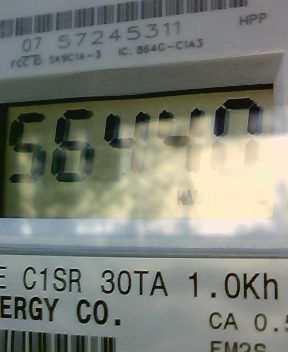 07 57245311 HPP
FCC ID: SK9C1A-3 IC: 864G-C1A3
56440
E C1SR 30TA 1.0Kh
ERGY CO.
CA 0.5
EM2S